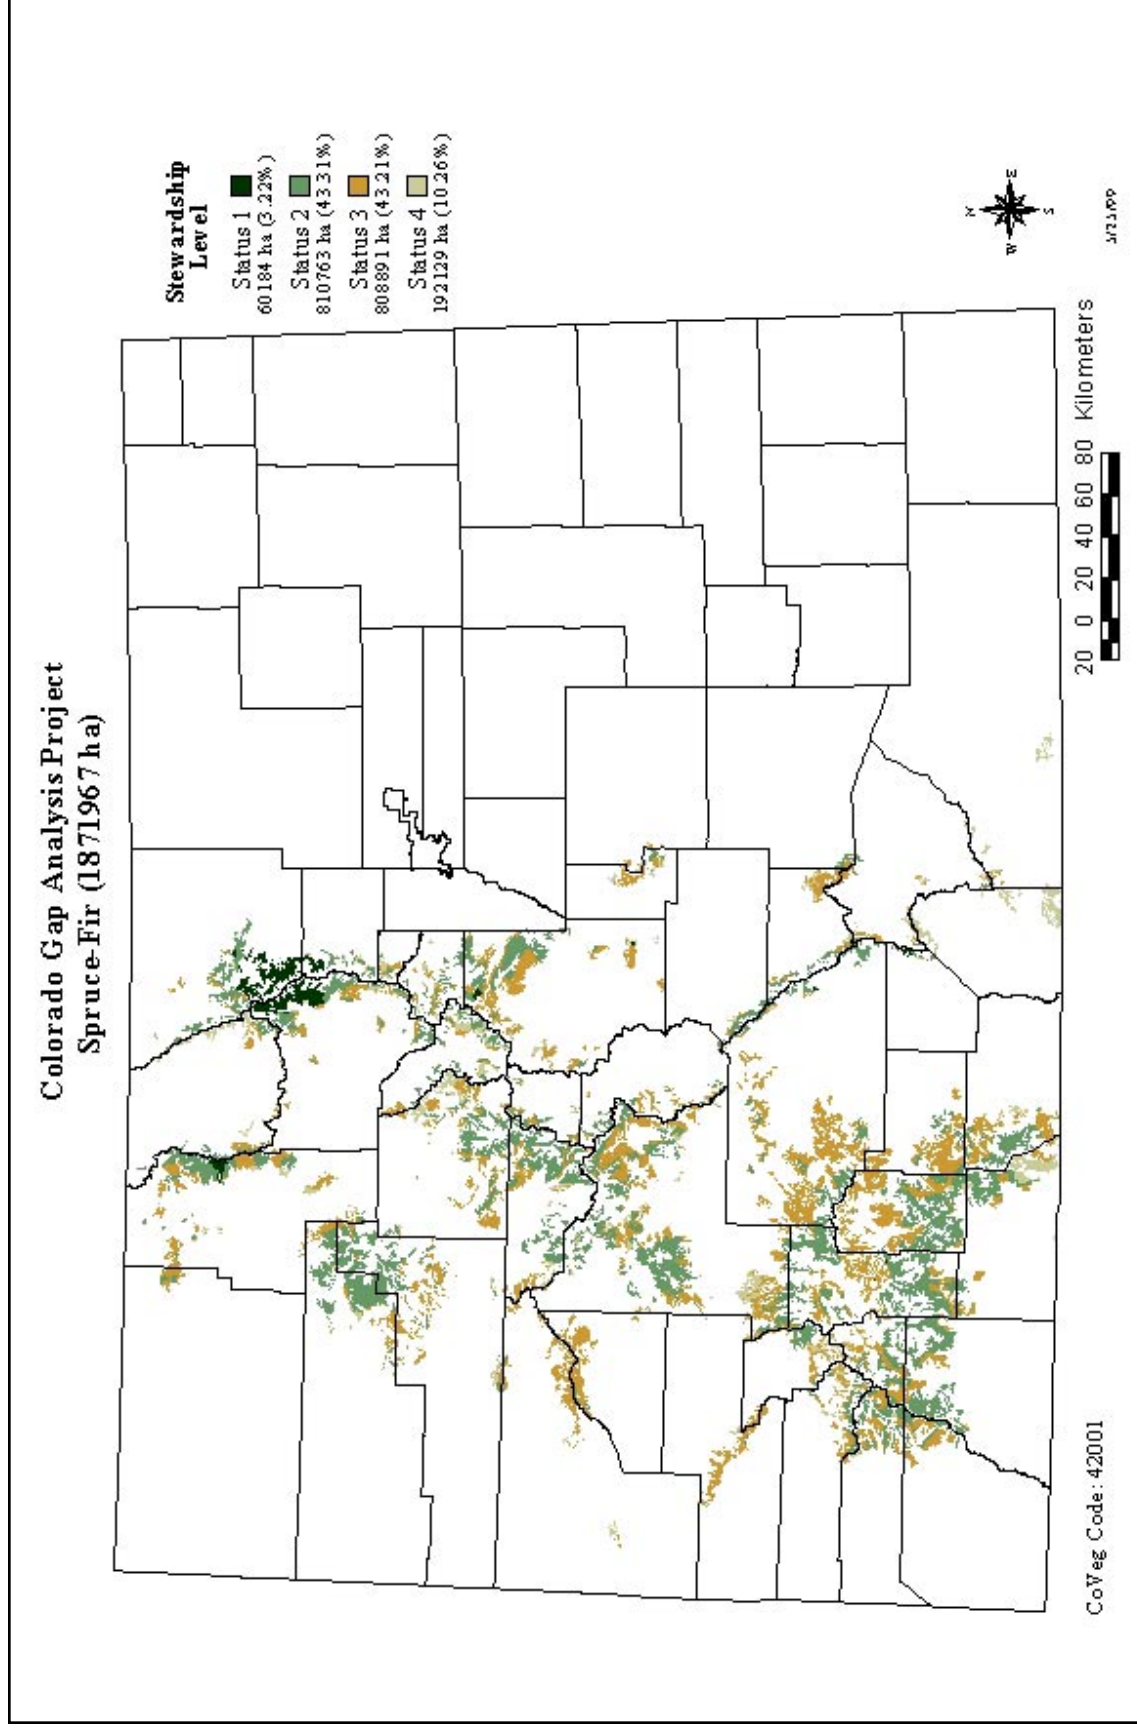 Colorado Gap Analysis Project
Spruce-Fir (1871967 ha)
Stewardship
Level
Status 1
60184 ha (3.22%)
Status 2
810763 ha (43.31%)
Status 3
808891 ha (43.21%)
Status 4
192129 ha (10.26%)
N
W
E
S
CoVeg Code: 42001
20 0 20 40 60 80 Kilometers